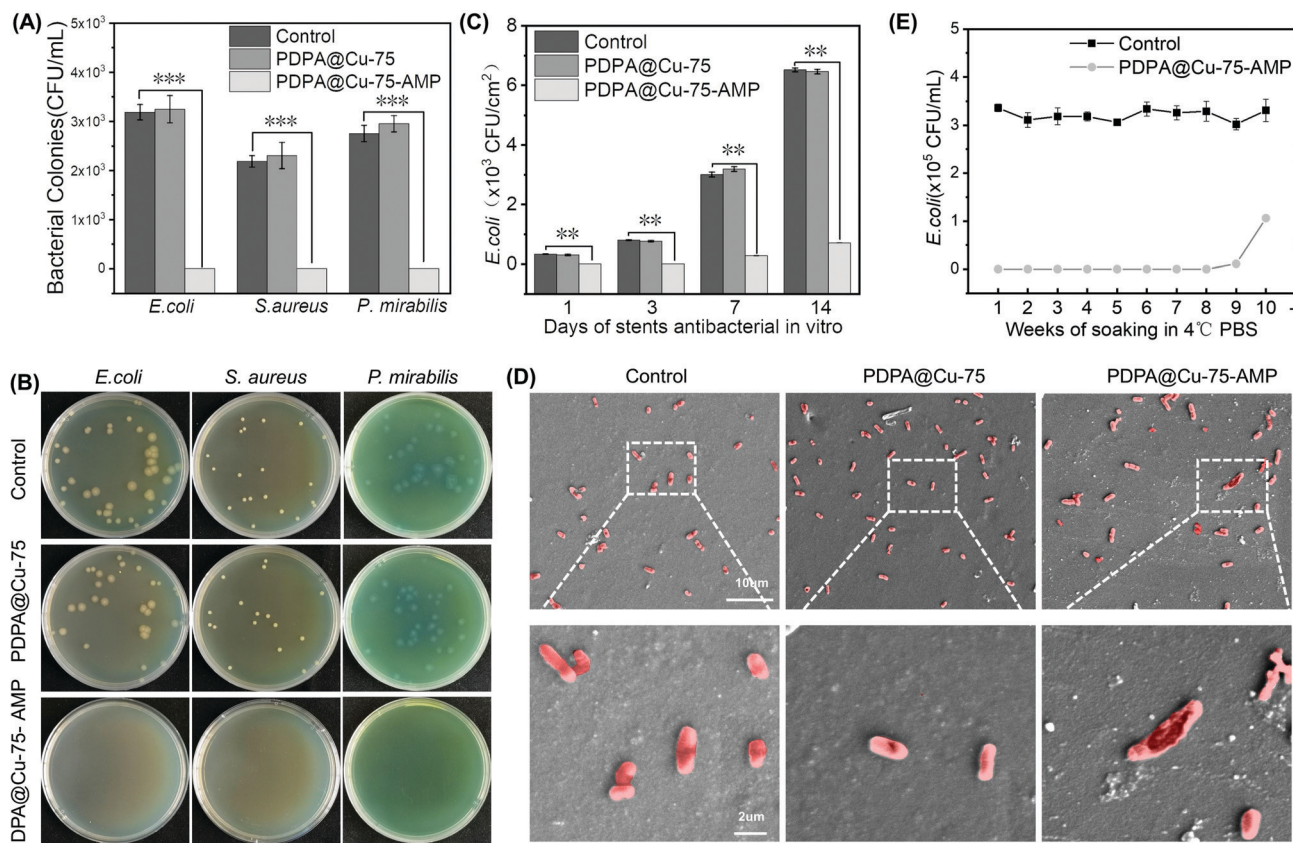 (A)
Bacterial Colonies(CFU/mL)
5x10³
4x10³
3x10³
2x10³
1x10³
0
Control
PDPA@Cu-75
PDPA@Cu-75-AMP
***
***
***
E.coli
S.aureus
P. mirabilis
(C)
E.coli (x10³ CFU/cm²)
8
6
4
2
0
Control
PDPA@Cu-75
PDPA@Cu-75-AMP
**
**
**
**
1
3
7
14
Days of stents antibacterial in vitro
(E)
E.coli(x10⁵ CFU/mL)
5
4
3
2
1
0
Control
PDPA@Cu-75-AMP
1 2 3 4 5 6 7 8 9 10
Weeks of soaking in 4℃ PBS
(B)
E.coli
S. aureus
P. mirabilis
Control
PDPA@Cu-75
DPA@Cu-75- AMP
(D)
Control
PDPA@Cu-75
PDPA@Cu-75-AMP
10um
2um